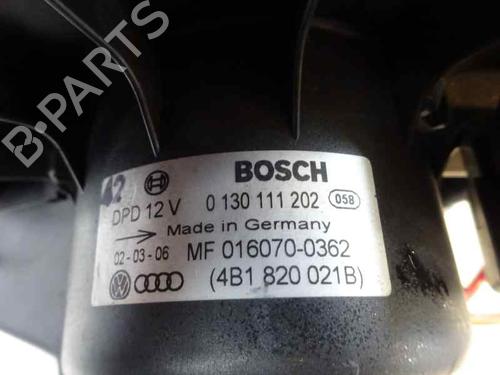 B-PARTS
42
BOSCH
DPD 12 V 0 130 111 202 058
Made in Germany
02-03-06 MF 016070-0362
(4B1 820 021B)